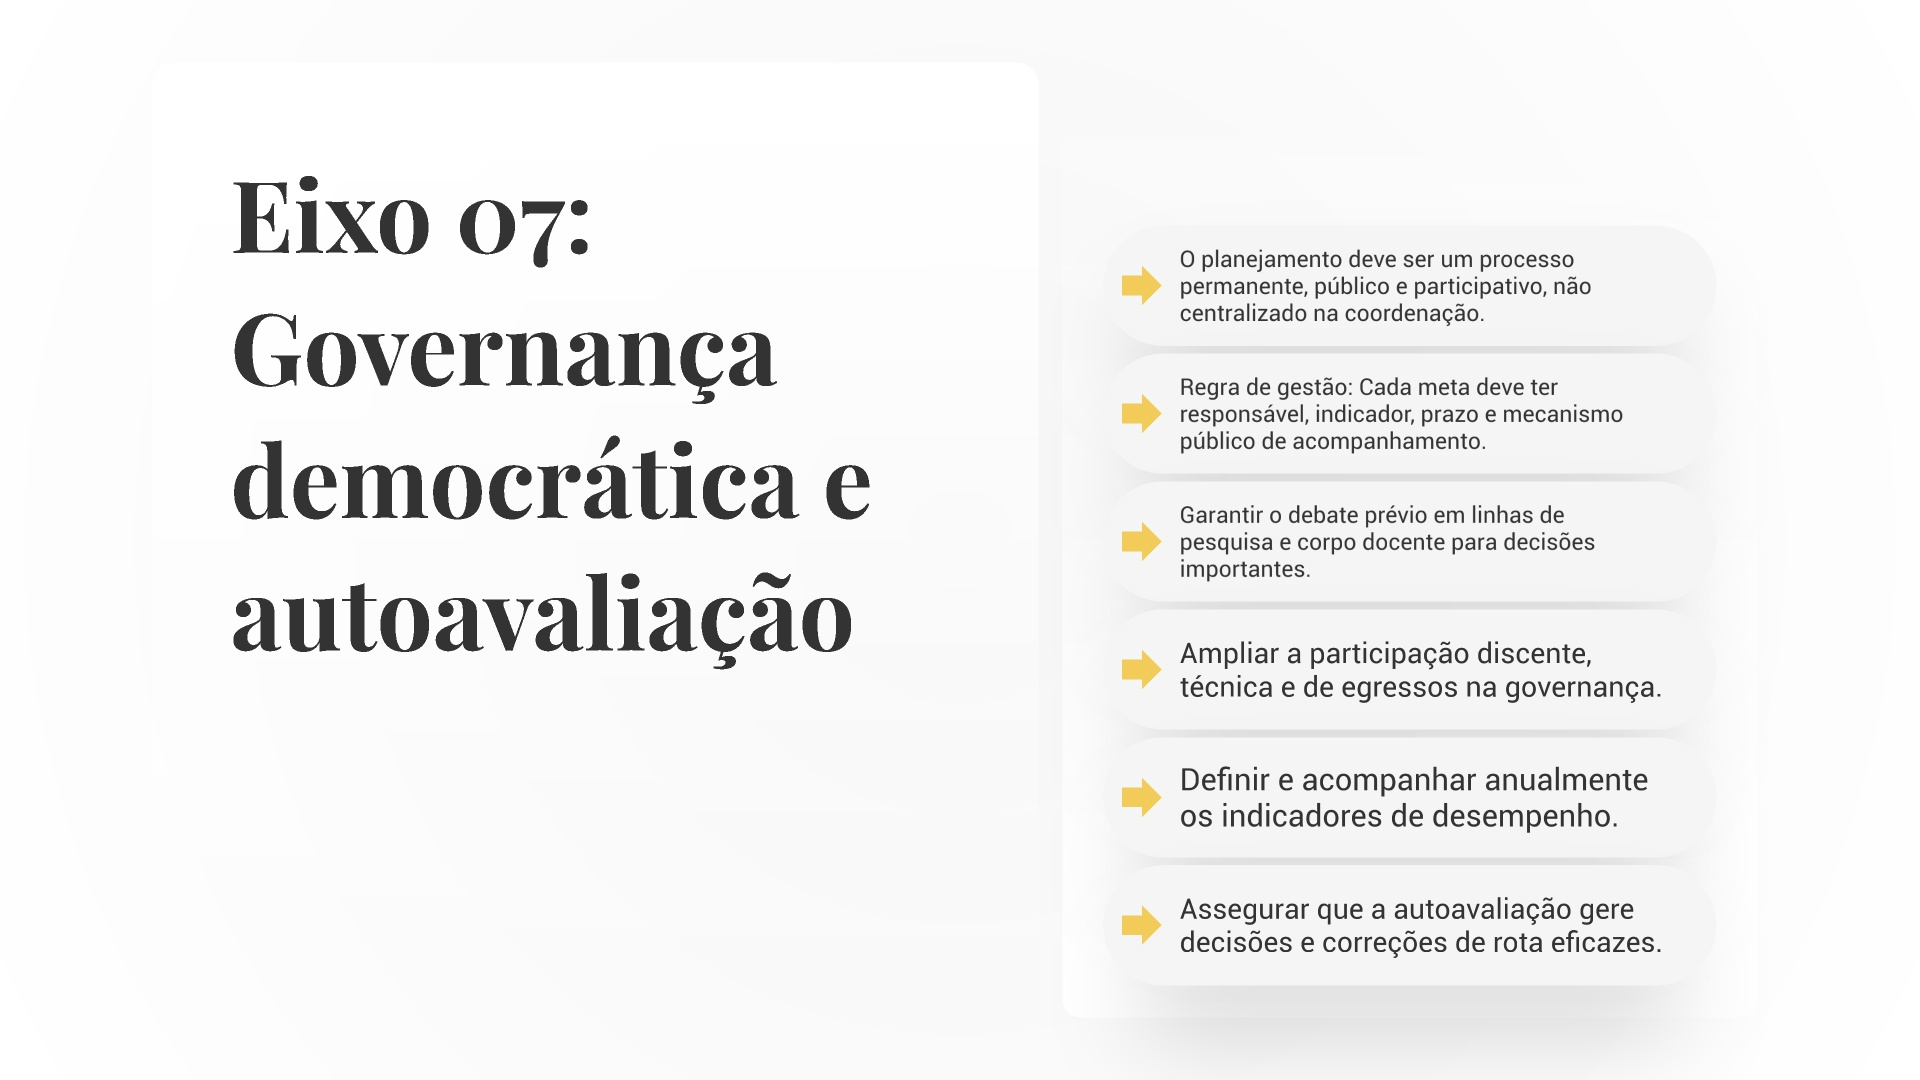 Eixo 07:
Governança
democrática e
autoavaliação
O planejamento deve ser um processo
permanente, público e participativo, não
centralizado na coordenação.
Regra de gestão: Cada meta deve ter
responsável, indicador, prazo e mecanismo
público de acompanhamento.
Garantir o debate prévio em linhas de
pesquisa e corpo docente para decisões
importantes.
Ampliar a participação discente,
técnica e de egressos na governança.
Definir e acompanhar anualmente
os indicadores de desempenho.
Assegurar que a autoavaliação gere
decisões e correções de rota eficazes.